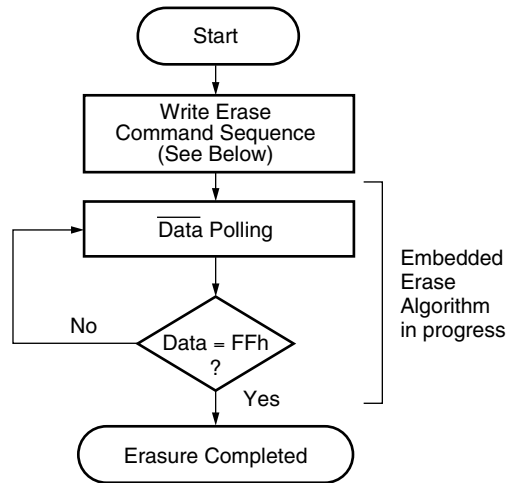 Start
Write Erase
Command Sequence
(See Below)
Data Polling
Embedded
Erase
Algorithm
in progress
No
Data = FFh
?
Yes
Erasure Completed